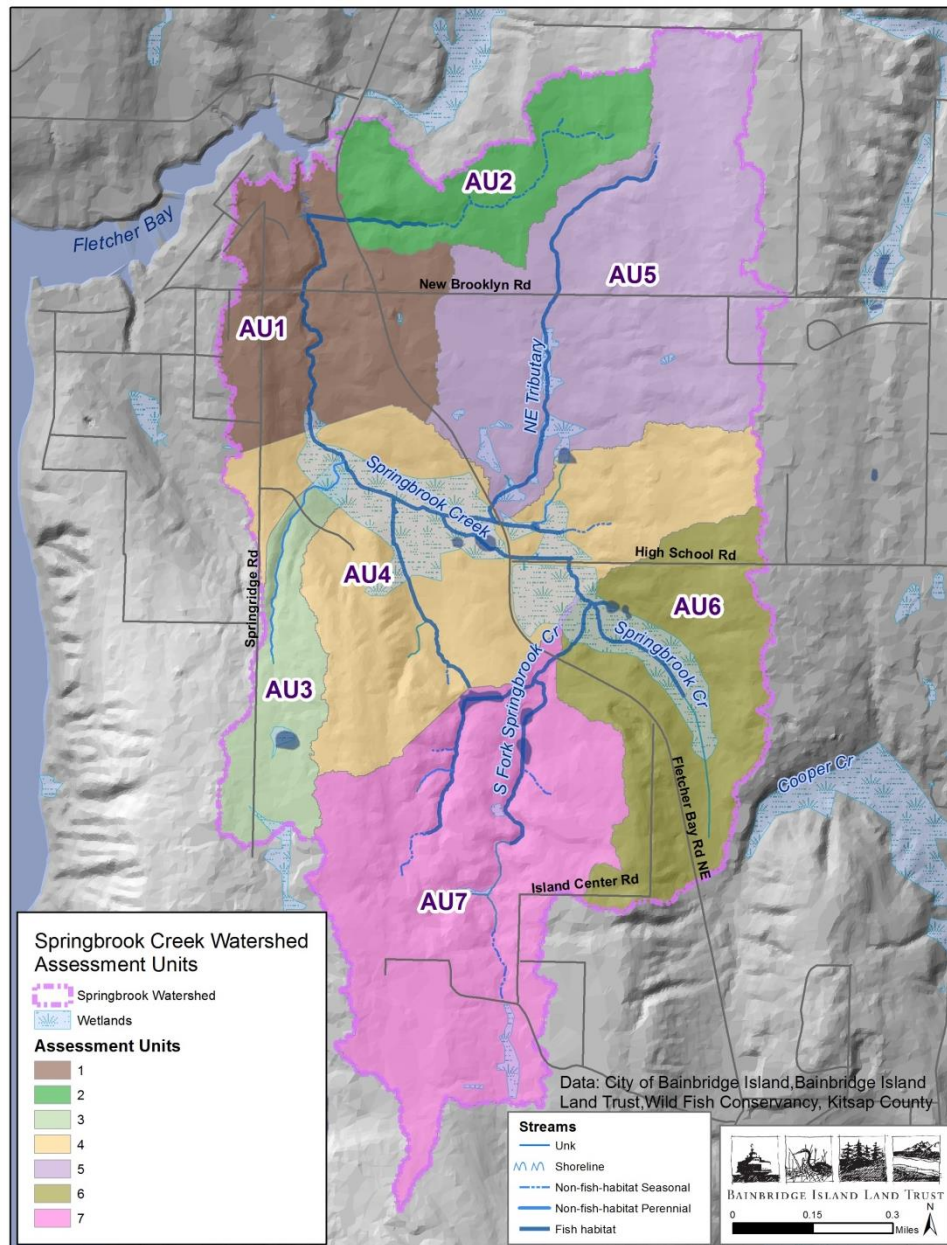 AU2
Fletcher Bay
AU5
New Brooklyn Rd
AU1
NE Tributary
Springbrook Creek
High School Rd
AU4
Springridge Rd
AU6
Springbrook Cr
AU3
S Fork Springbrook Cr
Fletcher Bay Rd NE
Cooper Cr
Island Center Rd
AU7
Springbrook Creek Watershed
Assessment Units
Springbrook Watershed
Wetlands
Assessment Units
1
2
3
4
5
6
7
Data: City of Bainbridge Island,Bainbridge Island
Land Trust,Wild Fish Conservancy, Kitsap County
Streams
Unk
Shoreline
Non-fish-habitat Seasonal
Non-fish-habitat Perennial
Fish habitat
BAINBRIDGE ISLAND LAND TRUST
N
0 0.15 0.3
Miles